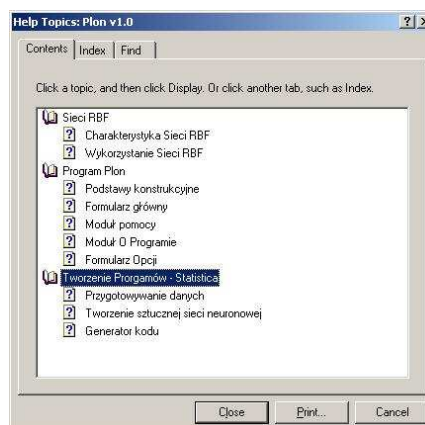 Help Topics: Plon v1.0
Contents Index Find
Click a topic, and then click Display. Or click another tab, such as Index.
Sieci RBF
Charakterystyka Sieci RBF
Wykorzystanie Sieci RBF
Program Plon
Podstawy konstrukcyjne
Formularz główny
Moduł pomocy
Moduł O Programie
Formularz Opcji
Tworzenie Prorgamów - Statistica
Przygotowywanie danych
Tworzenie sztucznej sieci neuronowej
Generator kodu
Close Print... Cancel